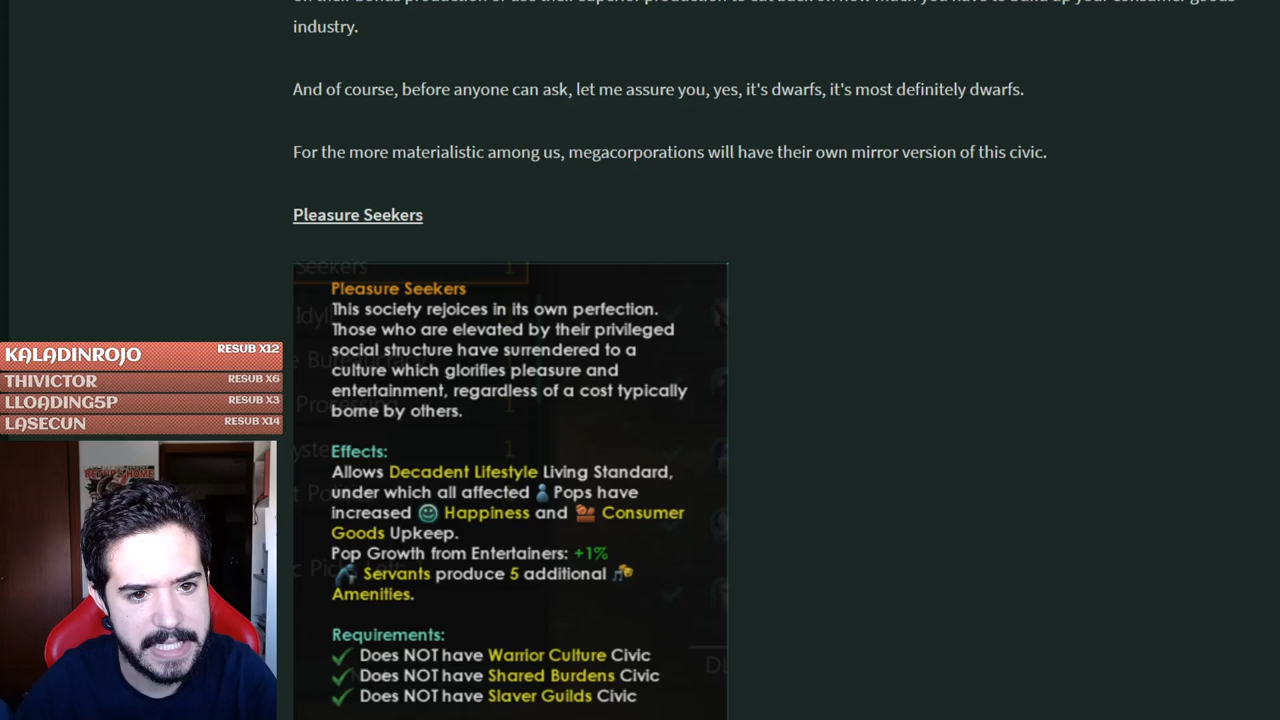 industry.
And of course, before anyone can ask, let me assure you, yes, it's dwarfs, it's most definitely dwarfs.
For the more materialistic among us, megacorporations will have their own mirror version of this civic.
Pleasure Seekers
Seekers 1
Pleasure Seekers
This society rejoices in its own perfection.
Those who are elevated by their privileged
social structure have surrendered to a
culture which glorifies pleasure and
entertainment, regardless of a cost typically
borne by others.
Effects:
Allows Decadent Lifestyle Living Standard,
under which all affected Pops have
increased Happiness and Consumer
Goods Upkeep.
Pop Growth from Entertainers: +1%
Servants produce 5 additional
Amenities.
Requirements:
Does NOT have Warrior Culture Civic
Does NOT have Shared Burdens Civic
Does NOT have Slaver Guilds Civic
KALADINROJO RESUB X12
THIVICTOR RESUB X6
LLOADING5P RESUB X3
LASECUN RESUB X14